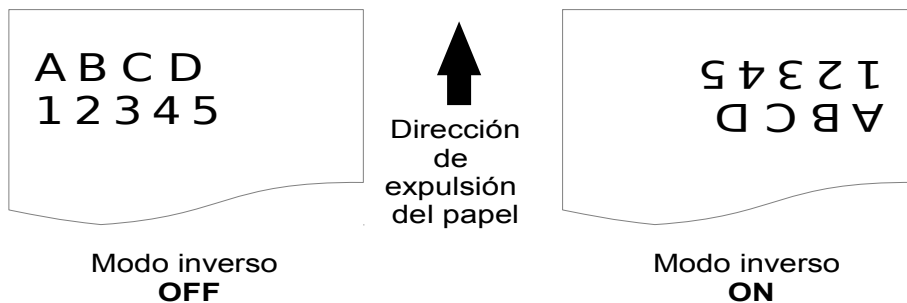 A B C D
1 2 3 4 5
Modo inverso
OFF
Dirección
de
expulsión
del papel
A B C D
1 2 3 4 5
Modo inverso
ON